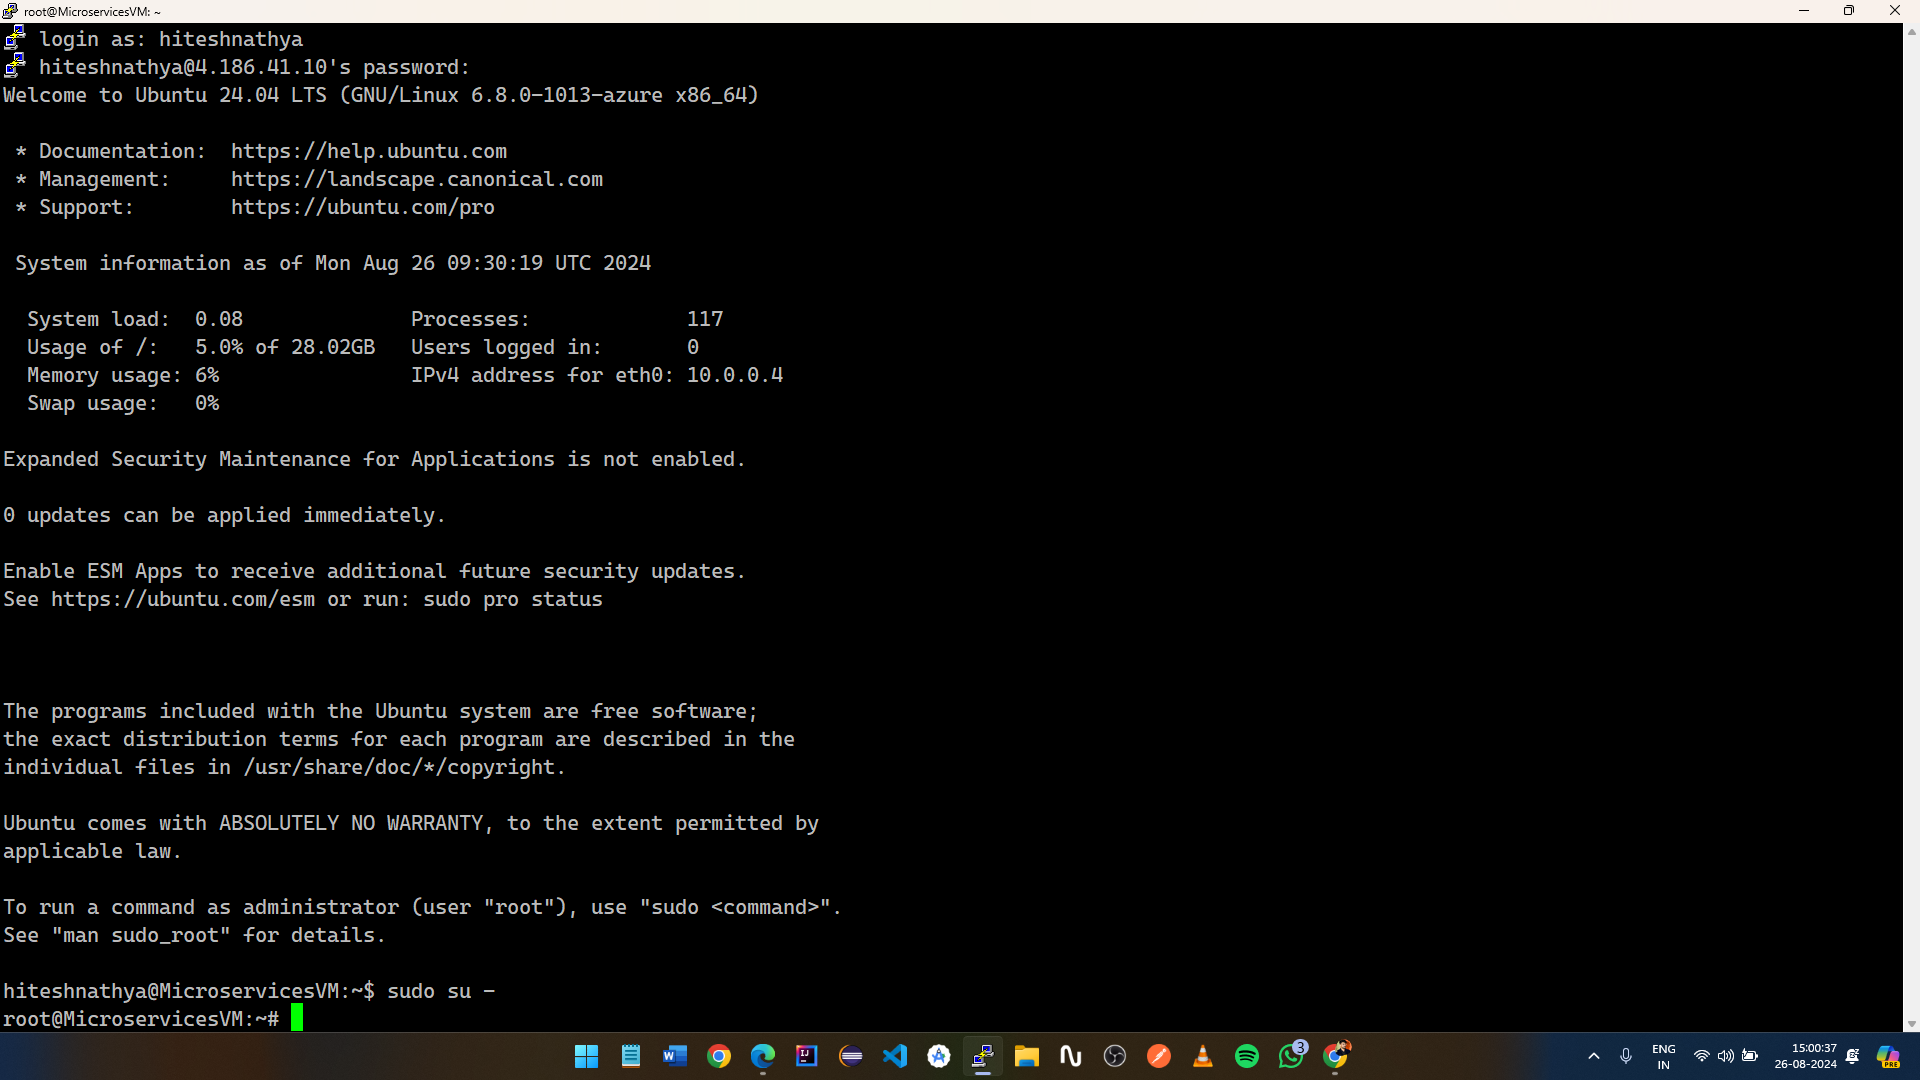 root@MicroservicesVM: ~
login as: hiteshnathya
hiteshnathya@4.186.41.10's password:
Welcome to Ubuntu 24.04 LTS (GNU/Linux 6.8.0-1013-azure x86_64)
* Documentation:  https://help.ubuntu.com
* Management:     https://landscape.canonical.com
* Support:        https://ubuntu.com/pro
System information as of Mon Aug 26 09:30:19 UTC 2024
System load:  0.08              Processes:             117
Usage of /:   5.0% of 28.02GB   Users logged in:       0
Memory usage: 6%                IPv4 address for eth0: 10.0.0.4
Swap usage:   0%
Expanded Security Maintenance for Applications is not enabled.
0 updates can be applied immediately.
Enable ESM Apps to receive additional future security updates.
See https://ubuntu.com/esm or run: sudo pro status
The programs included with the Ubuntu system are free software;
the exact distribution terms for each program are described in the
individual files in /usr/share/doc/*/copyright.
Ubuntu comes with ABSOLUTELY NO WARRANTY, to the extent permitted by
applicable law.
To run a command as administrator (user "root"), use "sudo <command>".
See "man sudo_root" for details.
hiteshnathya@MicroservicesVM:~$ sudo su -
root@MicroservicesVM:~#
W
IJ
3
ENG
IN
15:00:37
26-08-2024
PRE